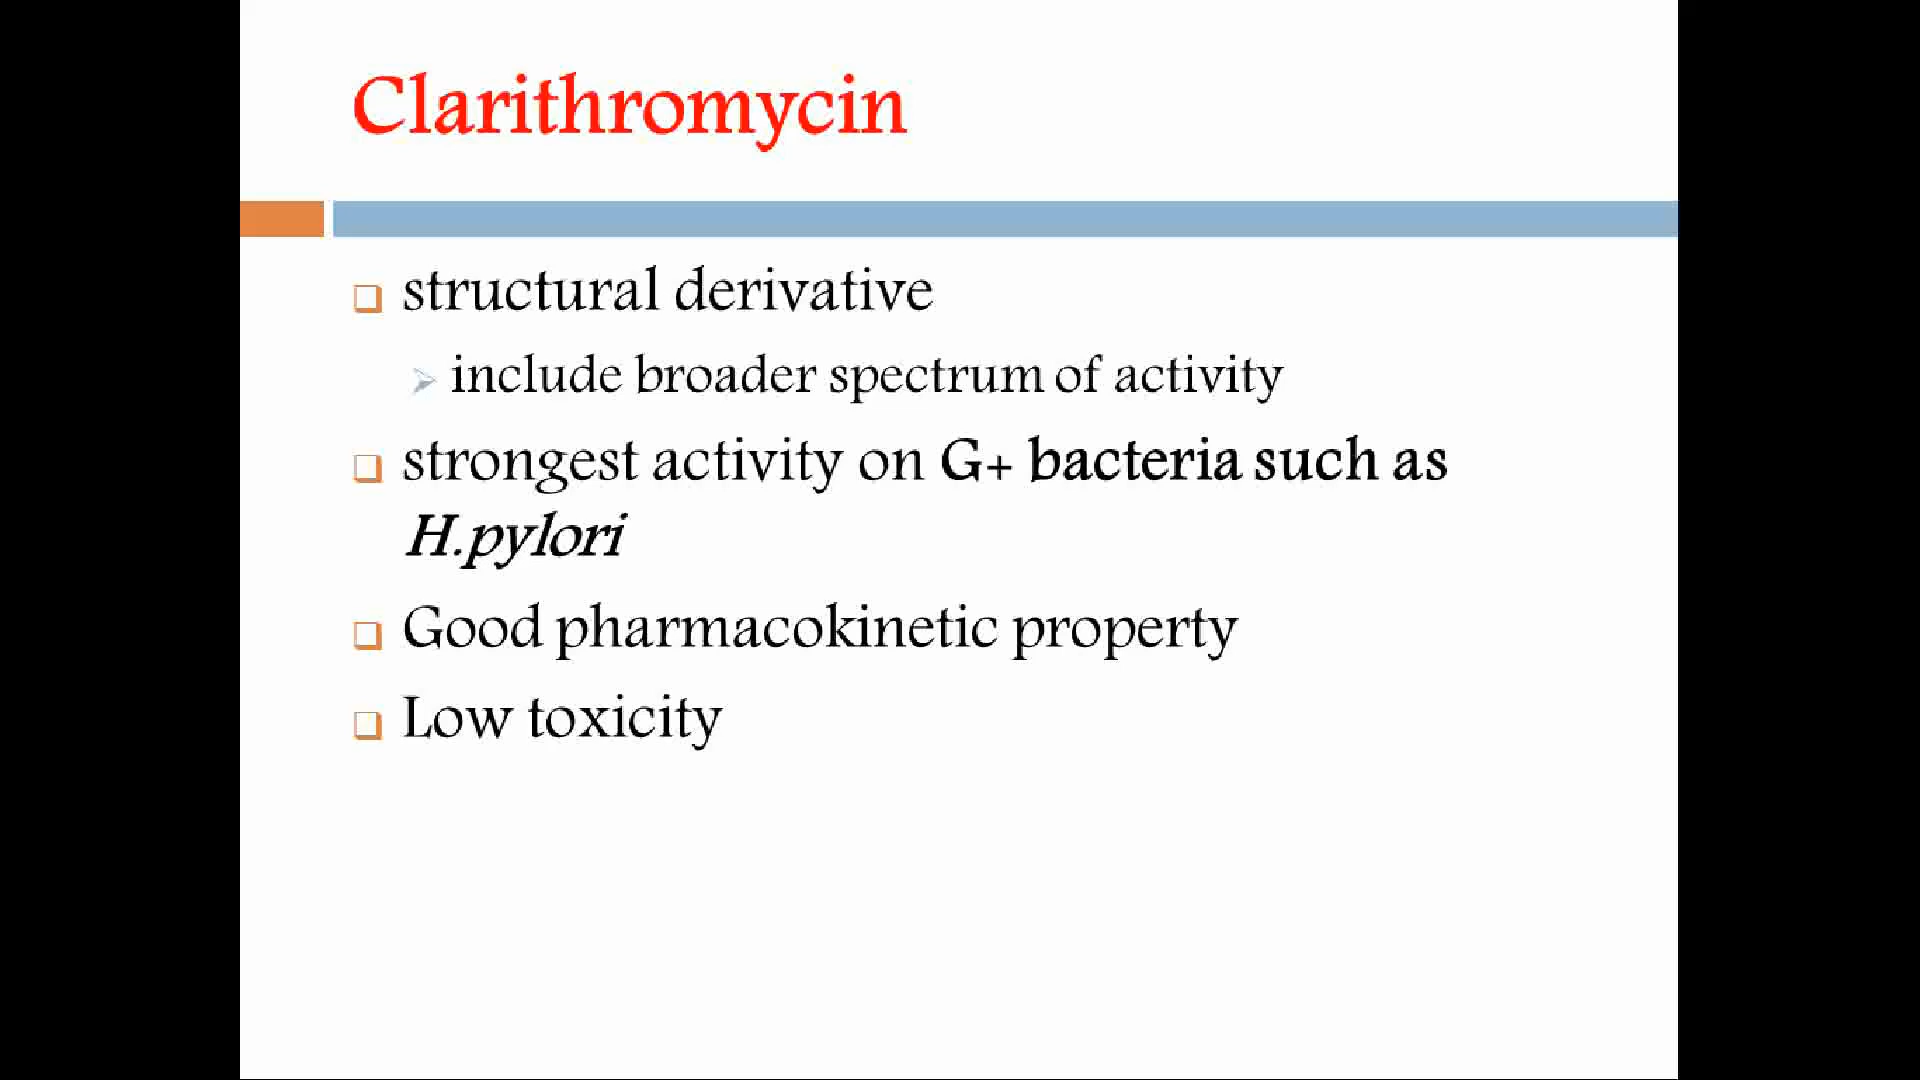 Clarithromycin
structural derivative
include broader spectrum of activity
strongest activity on G+ bacteria such as
H.pylori
Good pharmacokinetic property
Low toxicity